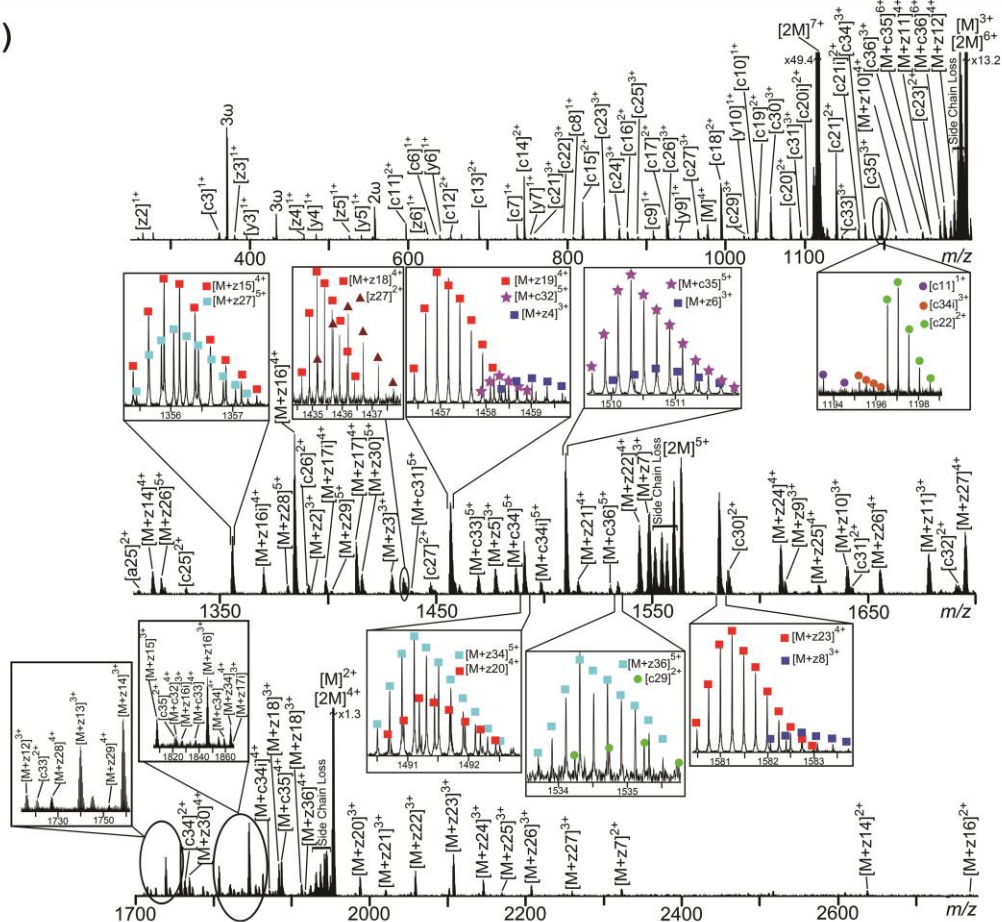 )
[z2]1+
[c3]1+
3ω
[z3]1+
[y3]1+
3ω
[z4]1+
[y4]1+
[z5]1+
[y5]1+
2ω
[c11]2+
[z6]1+
[c6]1+
[y6]1+
[c12]2+
[c13]2+
[c7]1+
[c14]2+
[y7]1+
[c21]3+
[c22]3+
[c8]1+
[c15]2+
[c23]3+
[c24]3+
[c16]2+
[c25]3+
[c9]1+
[c17]2+
[c26]3+
[y9]1+
[c27]3+
[M]4+
[c18]2+
[c29]3+
[y10]1+
[c10]1+
[c19]2+
[c30]3+
[c20]2+
[c31]3+
[c20i]2+
[2M]7+
x49.4
[c21]2+
[c33]3+
[c21i]2+
[c34]3+
[M+z10]4+
[c35]3+
[c36]3+
[M+c35]6+
[M+z11]4+
[M+c36]6+
[c23]2+
[M+z12]4+
Side Chain Loss
[M]3+
[2M]6+
x13.2
400 600 800 1000 1100 m/z
[M+z15]4+
[M+z27]5+
1356 1357
[M+z18]4+
[z27]2+
1435 1436 1437
[M+z19]4+
[M+c32]5+
[M+z4]3+
1457 1458 1459
[M+c35]5+
[M+z6]3+
1510 1511
[c11]1+
[c34i]3+
[c22]2+
1194 1196 1198
[a25]2+
[M+z14]4+
[M+z26]5+
[c25]2+
[M+z16i]4+
[M+z28]5+
[M+z16]4+
[c26]2+
[M+z2]3+
[M+z17i]4+
[M+z29]5+
[M+z17]4+
[M+z30]5+
[M+z3]3+
[M+c31]5+
[c27]2+
[M+c33]5+
[M+z5]3+
[M+c34]5+
[M+c34i]5+
[M+z21]4+
[M+c36]5+
[M+z22]4+
[M+z7]3+
Side Chain Loss
[2M]5+
[c30]2+
[M+z24]4+
[M+z9]3+
[M+z25]4+
[M+z10]3+
[c31]2+
[M+z26]4+
[M+z11]3+
[c32]2+
[M+z27]4+
1350 1450 1550 1650 m/z
[M+z34]5+
[M+z20]4+
1491 1492
[M+z36]5+
[c29]2+
1534 1535
[M+z23]4+
[M+z8]3+
1581 1582 1583
[M+z12]3+
[c33]2+
[M+z28]4+
[M+z13]3+
[M+z29]4+
[M+z14]3+
1730 1750
[M+z15]3+
[c35]2+
[M+c32]4+
[M+z16i]3+
[M+c33]4+
[M+z16]3+
[M+c34]4+
[M+z34]4+
[M+z17i]3+
1820 1840 1860
[c34]2+
[M+z30]4+
[M+c34i]4+
[M+z18]3+
[M+c35]4+
[M+z18]3+
[M+z36]4+
Side Chain Loss
[M]2+
[2M]4+
x1.3
[M+z20]3+
[M+z21]3+
[M+z22]3+
[M+z23]3+
[M+z24]3+
[M+z25]3+
[M+z26]3+
[M+z27]3+
[M+z7]2+
[M+z14]2+
[M+z16]2+
1700 2000 2200 2400 2600 m/z